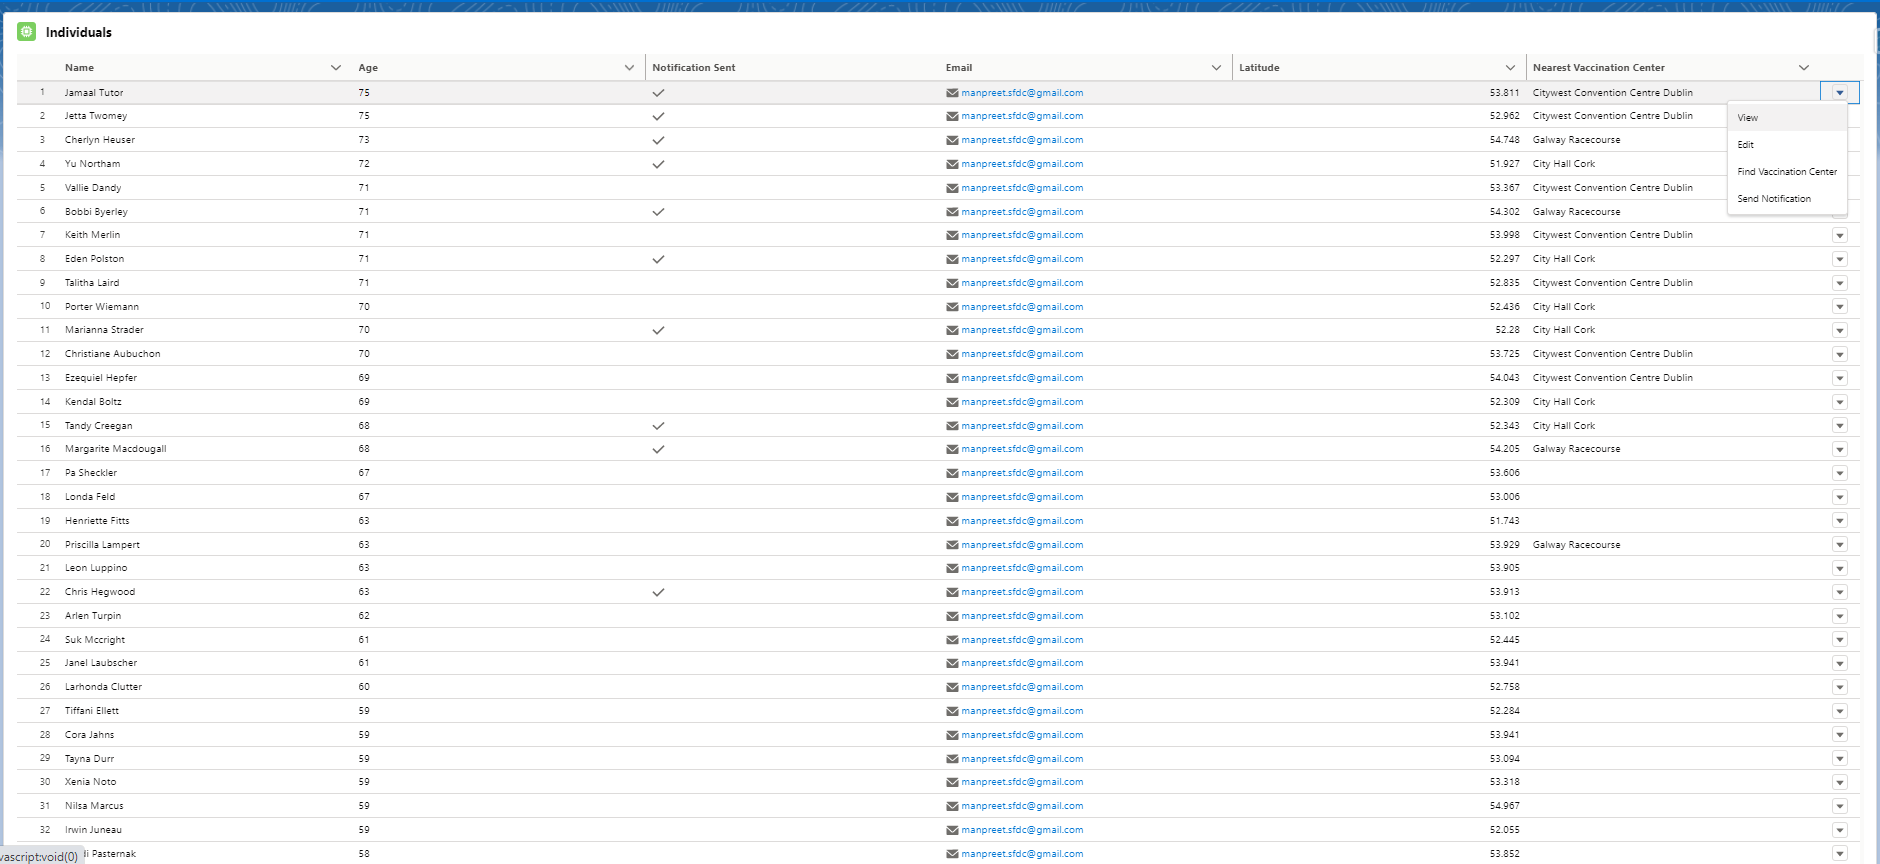 Individuals
Name Age Notification Sent Email Latitude Nearest Vaccination Center
1 Jamaal Tutor 75 manpreet.sfdc@gmail.com 53.811 Citywest Convention Centre Dublin
2 Jetta Twomey 75 manpreet.sfdc@gmail.com 52.962 Citywest Convention Centre Dublin
View
3 Cherlyn Heuser 73 manpreet.sfdc@gmail.com 54.748 Galway Racecourse
Edit
4 Yu Northam 72 manpreet.sfdc@gmail.com 51.927 City Hall Cork
Find Vaccination Center
5 Vallie Dandy 71 manpreet.sfdc@gmail.com 53.367 Citywest Convention Centre Dublin
Send Notification
6 Bobbi Byerley 71 manpreet.sfdc@gmail.com 54.302 Galway Racecourse
7 Keith Merlin 71 manpreet.sfdc@gmail.com 53.998 Citywest Convention Centre Dublin
8 Eden Polston 71 manpreet.sfdc@gmail.com 52.297 City Hall Cork
9 Talitha Laird 71 manpreet.sfdc@gmail.com 52.835 Citywest Convention Centre Dublin
10 Porter Wiemann 70 manpreet.sfdc@gmail.com 52.436 City Hall Cork
11 Marianna Strader 70 manpreet.sfdc@gmail.com 52.28 City Hall Cork
12 Christiane Aubuchon 70 manpreet.sfdc@gmail.com 53.725 Citywest Convention Centre Dublin
13 Ezequiel Hepfer 69 manpreet.sfdc@gmail.com 54.043 Citywest Convention Centre Dublin
14 Kendal Boltz 69 manpreet.sfdc@gmail.com 52.309 City Hall Cork
15 Tandy Creegan 68 manpreet.sfdc@gmail.com 52.343 City Hall Cork
16 Margarite Macdougall 68 manpreet.sfdc@gmail.com 54.205 Galway Racecourse
17 Pa Sheckler 67 manpreet.sfdc@gmail.com 53.606
18 Londa Feld 67 manpreet.sfdc@gmail.com 53.006
19 Henriette Fitts 63 manpreet.sfdc@gmail.com 51.743
20 Priscilla Lampert 63 manpreet.sfdc@gmail.com 53.929 Galway Racecourse
21 Leon Luppino 63 manpreet.sfdc@gmail.com 53.905
22 Chris Hegwood 63 manpreet.sfdc@gmail.com 53.913
23 Arlen Turpin 62 manpreet.sfdc@gmail.com 53.102
24 Suk Mccright 61 manpreet.sfdc@gmail.com 52.445
25 Janel Laubscher 61 manpreet.sfdc@gmail.com 53.941
26 Larhonda Clutter 60 manpreet.sfdc@gmail.com 52.758
27 Tiffani Ellett 59 manpreet.sfdc@gmail.com 52.284
28 Cora Jahns 59 manpreet.sfdc@gmail.com 53.941
29 Tayna Durr 59 manpreet.sfdc@gmail.com 53.094
30 Xenia Noto 59 manpreet.sfdc@gmail.com 53.318
31 Nilsa Marcus 59 manpreet.sfdc@gmail.com 54.967
32 Irwin Juneau 59 manpreet.sfdc@gmail.com 52.055
vascript:void(0) di Pasternak 58 manpreet.sfdc@gmail.com 53.852